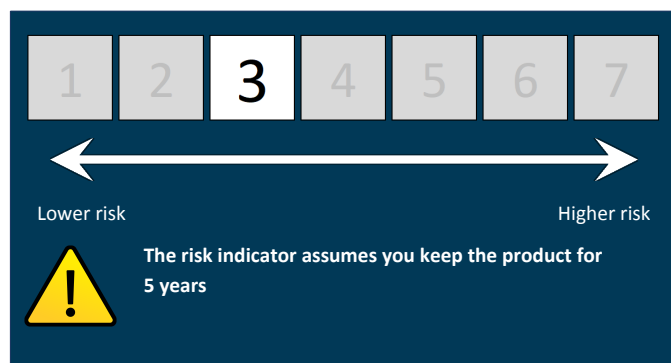 1 2 3 4 5 6 7
Lower risk Higher risk
The risk indicator assumes you keep the product for
5 years